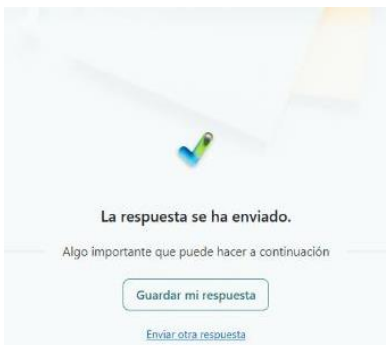 La respuesta se ha enviado.
Algo importante que puede hacer a continuación
Guardar mi respuesta
Enviar otra respuesta